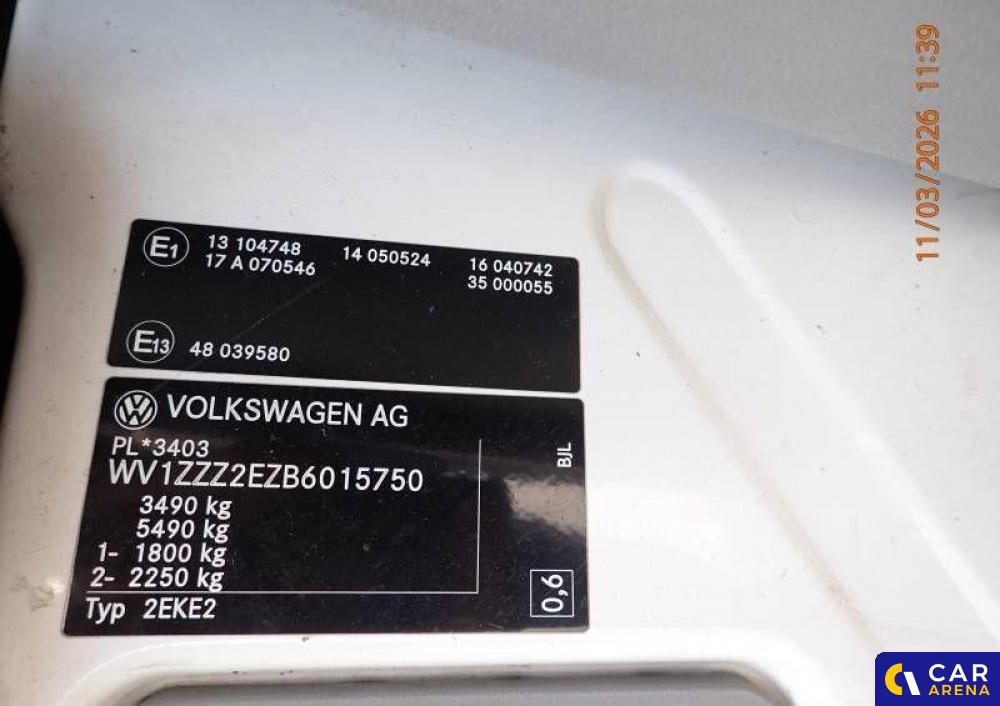 11/03/2026 11:39
E1 13 104748 14 050524 16 040742
17 A 070546 35 000055
E13 48 039580
VOLKSWAGEN AG
PL*3403
WV1ZZZ2EZB6015750
3490 kg
5490 kg
1- 1800 kg
2- 2250 kg
Typ 2EKE2
BJL
0,6
CAR
ARENA